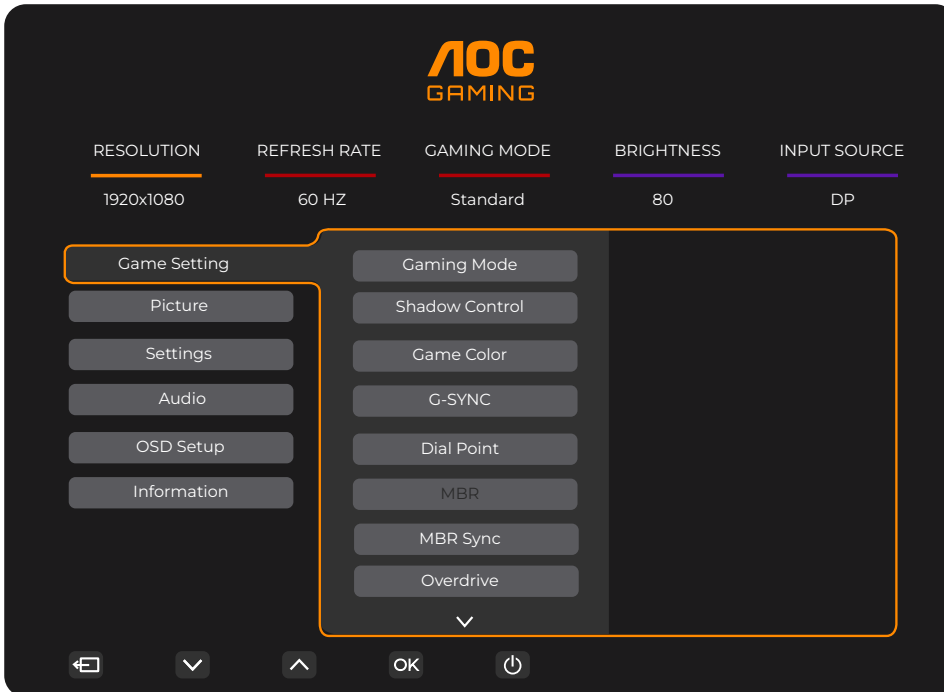 AOC
GAMING
RESOLUTION REFRESH RATE GAMING MODE BRIGHTNESS INPUT SOURCE
1920x1080 60 HZ Standard 80 DP
Game Setting
Picture
Settings
Audio
OSD Setup
Information
Gaming Mode
Shadow Control
Game Color
G-SYNC
Dial Point
MBR
MBR Sync
Overdrive
OK